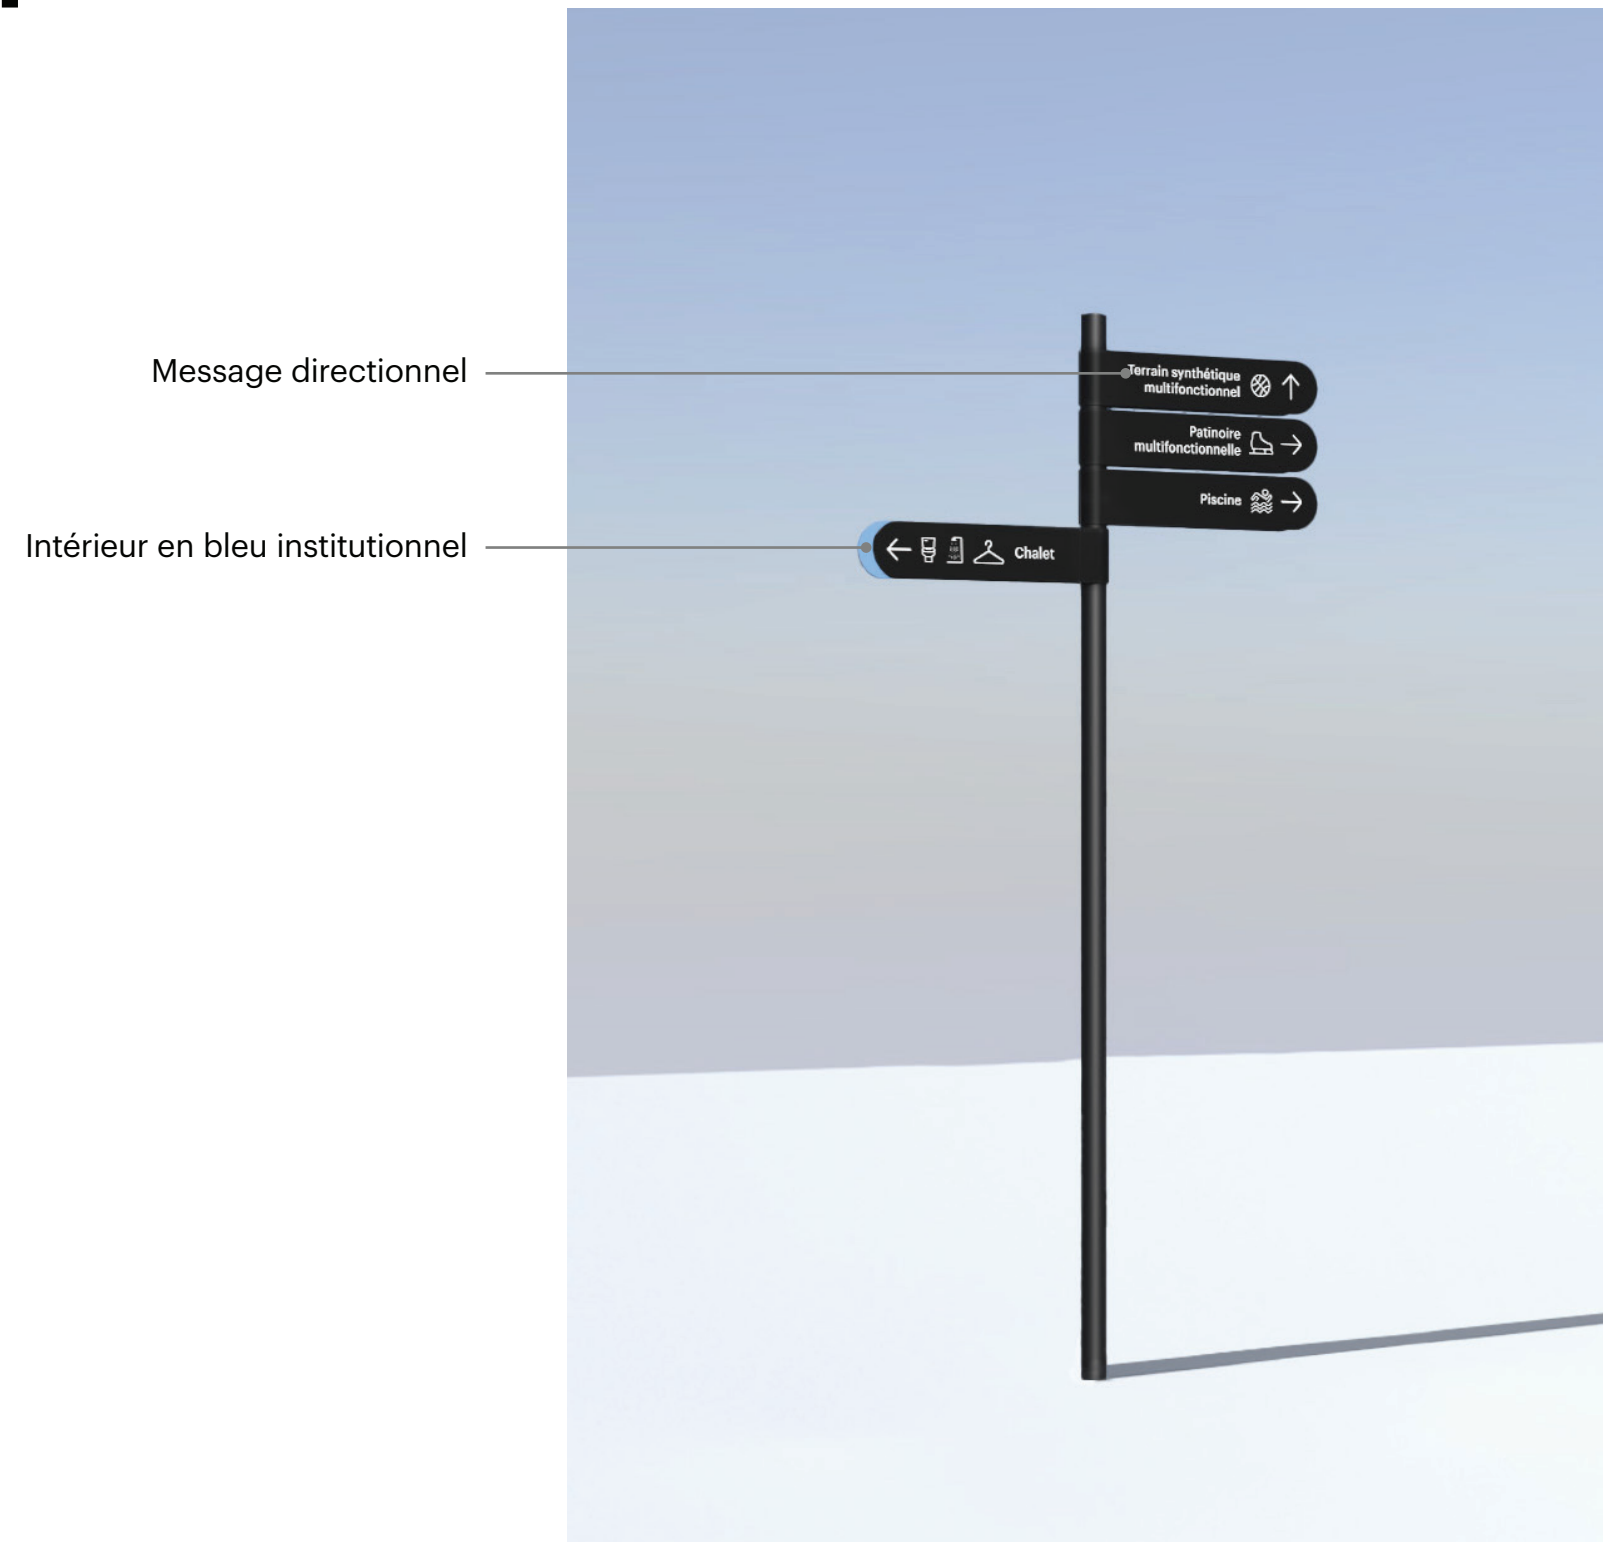 Message directionnel
Terrain synthétique
multifonctionnel
Patinoire
multifonctionnelle
Piscine
Intérieur en bleu institutionnel
Chalet